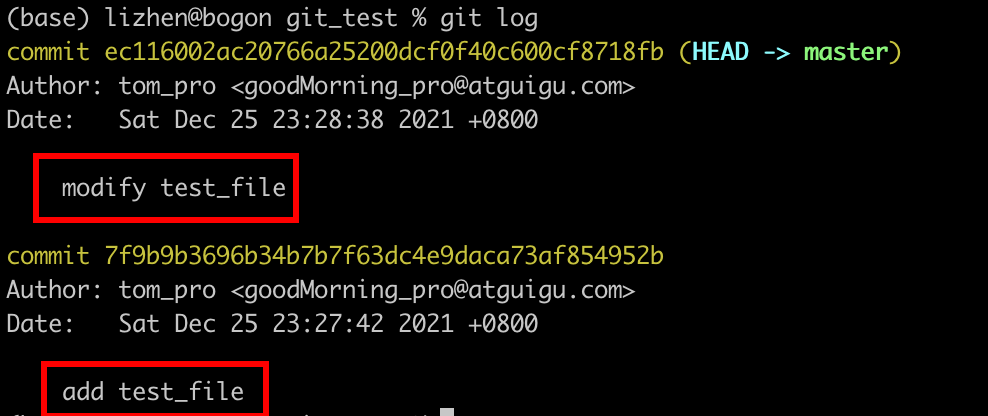 (base) lizhen@bogon git_test % git log
commit ec116002ac20766a25200dcf0f40c600cf8718fb (HEAD -> master)
Author: tom_pro <goodMorning_pro@atguigu.com>
Date:   Sat Dec 25 23:28:38 2021 +0800
modify test_file
commit 7f9b9b3696b34b7b7f63dc4e9daca73af854952b
Author: tom_pro <goodMorning_pro@atguigu.com>
Date:   Sat Dec 25 23:27:42 2021 +0800
add test_file